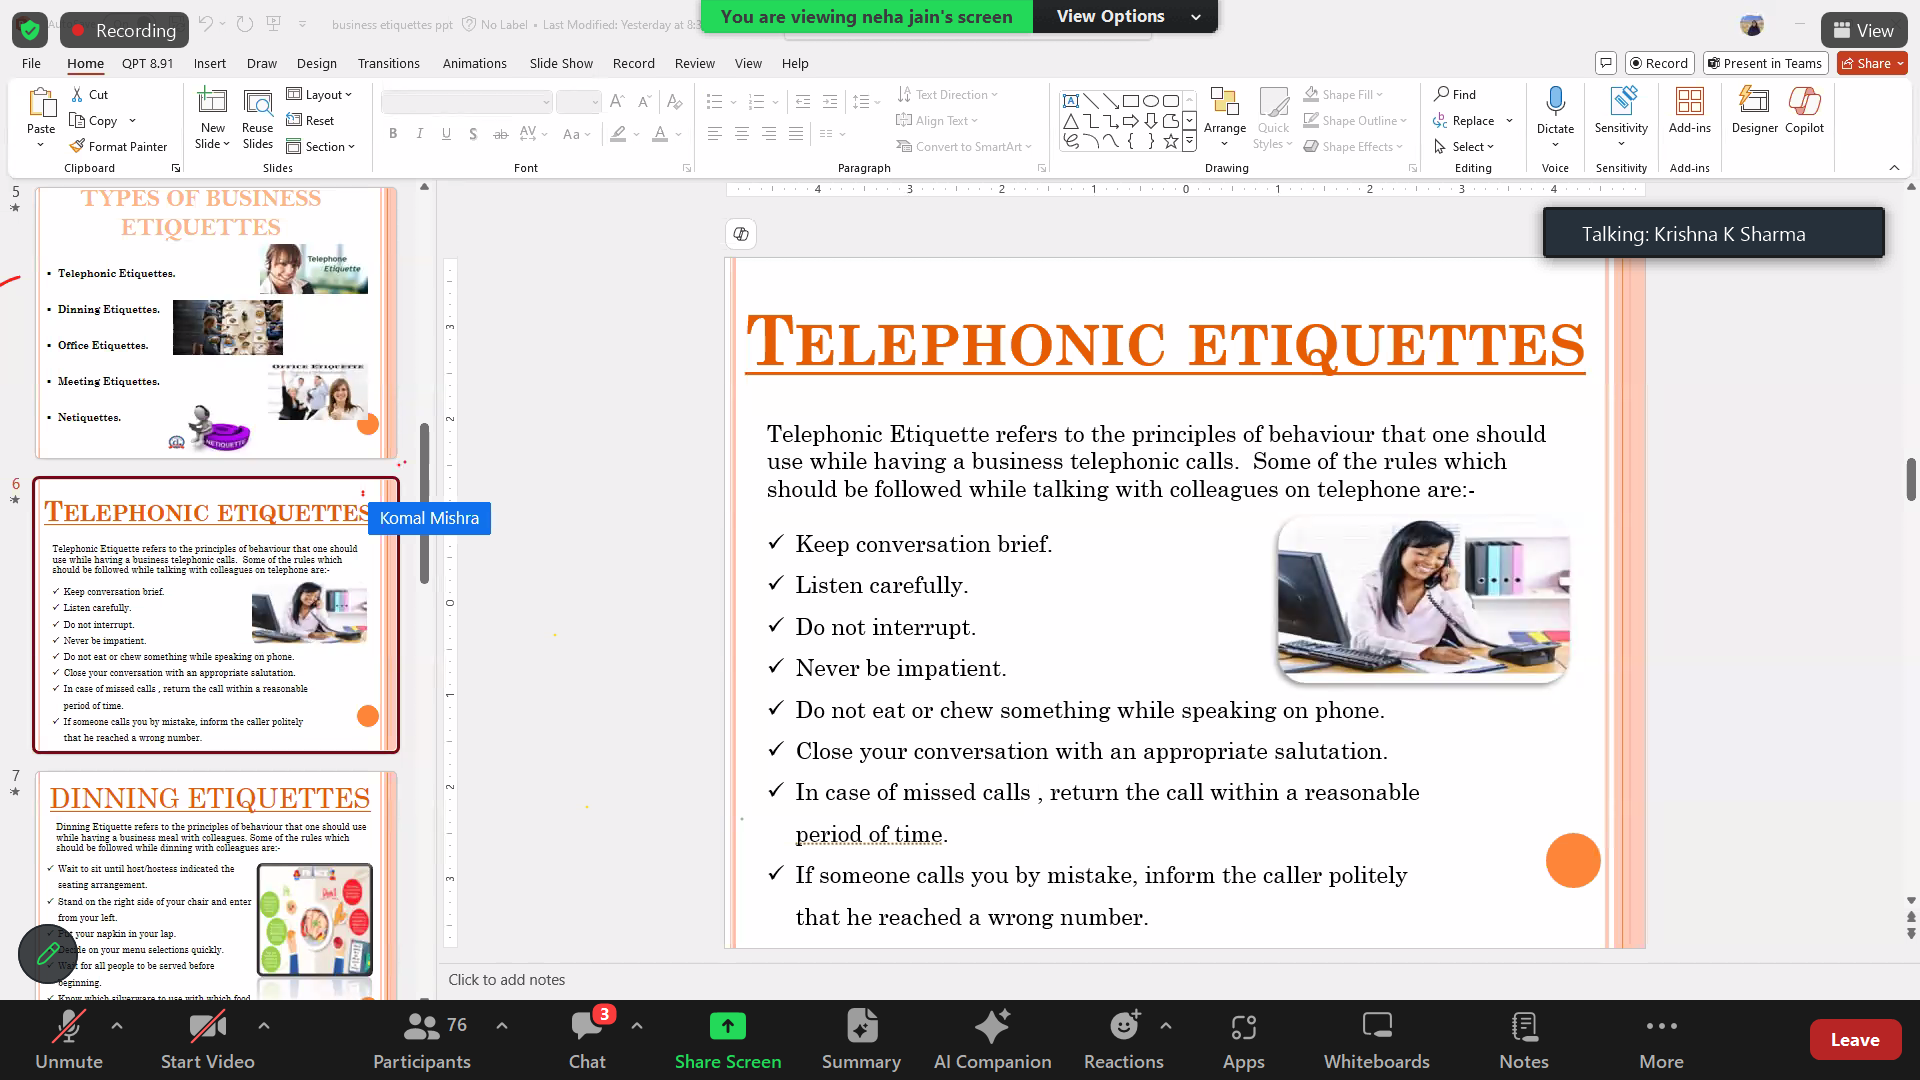 You are viewing neha jain's screen
View Options
Recording
business etiquettes ppt
No Label • Last Modified: Yesterday at 8:3
View
File
Home
QPT 8.91
Insert
Draw
Design
Transitions
Animations
Slide Show
Record
Review
View
Help
Record
Present in Teams
Share
Paste
Cut
Copy
Format Painter
Clipboard
New Slide
Reuse Slides
Layout
Reset
Section
Slides
Font
Text Direction
Align Text
Convert to SmartArt
Paragraph
Arrange
Quick Styles
Shape Fill
Shape Outline
Shape Effects
Drawing
Find
Replace
Select
Editing
Dictate
Voice
Sensitivity
Sensitivity
Add-ins
Add-ins
Designer
Copilot
Talking: Krishna K Sharma
5
TYPES OF BUSINESS
ETIQUETTES
Telephone
Etiquette
▪ Telephonic Etiquettes.
▪ Dinning Etiquettes.
▪ Office Etiquettes.
OFFICE ETIQUETTE
▪ Meeting Etiquettes.
▪ Netiquettes.
NETIQUETTE
6
TELEPHONIC ETIQUETTES
Komal Mishra
Telephonic Etiquette refers to the principles of behaviour that one should
use while having a business telephonic calls. Some of the rules which
should be followed while talking with colleagues on telephone are:-
✓ Keep conversation brief.
✓ Listen carefully.
✓ Do not interrupt.
✓ Never be impatient.
✓ Do not eat or chew something while speaking on phone.
✓ Close your conversation with an appropriate salutation.
✓ In case of missed calls , return the call within a reasonable
period of time.
✓ If someone calls you by mistake, inform the caller politely
that he reached a wrong number.
7
DINNING ETIQUETTES
Dinning Etiquette refers to the principles of behaviour that one should use
while having a business meal with colleagues. Some of the rules which
should be followed while dinning with colleagues are:-
✓ Wait to sit until host/hostess indicated the
seating arrangement.
✓ Stand on the right side of your chair and enter
from your left.
your napkin in your lap.
on your menu selections quickly.
for all people to be served before
beginning.
✓ Know which silverware to use with which food
TELEPHONIC ETIQUETTES
Telephonic Etiquette refers to the principles of behaviour that one should
use while having a business telephonic calls. Some of the rules which
should be followed while talking with colleagues on telephone are:-
✓ Keep conversation brief.
✓ Listen carefully.
✓ Do not interrupt.
✓ Never be impatient.
✓ Do not eat or chew something while speaking on phone.
✓ Close your conversation with an appropriate salutation.
✓ In case of missed calls , return the call within a reasonable
period of time.
✓ If someone calls you by mistake, inform the caller politely
that he reached a wrong number.
Click to add notes
Unmute
Start Video
Participants 76
Chat 3
Share Screen
Summary
AI Companion
Reactions
Apps
Whiteboards
Notes
More
Leave